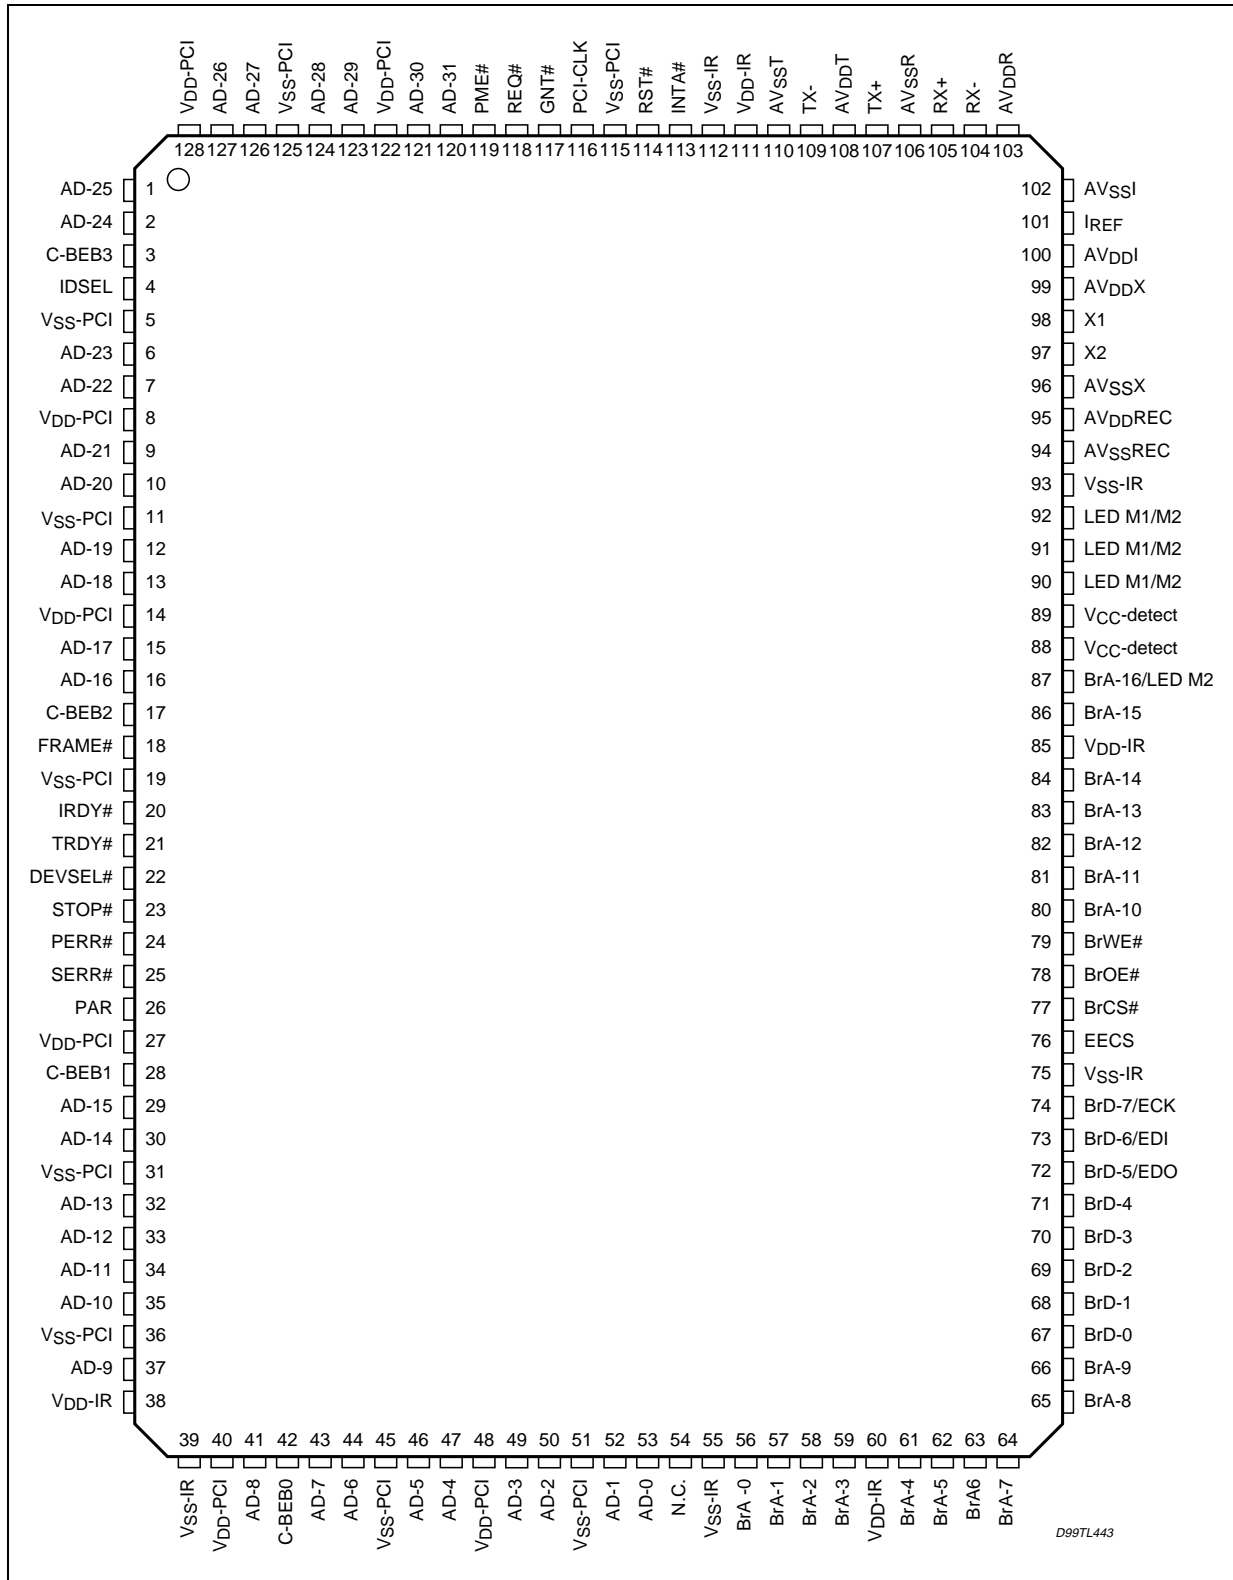 VDD-PCI
AD-26
AD-27
VSS-PCI
AD-28
AD-29
VDD-PCI
AD-30
AD-31
PME#
REQ#
GNT#
PCI-CLK
VSS-PCI
RST#
INTA#
VSS-IR
VDD-IR
AVSST
TX-
AVDDT
TX+
AVSSR
RX+
RX-
AVDDR
128 127 126 125 124 123 122 121 120 119 118 117 116 115 114 113 112 111 110 109 108 107 106 105 104 103
AD-25 1 102 AVSSI
AD-24 2 101 IREF
C-BEB3 3 100 AVDDI
IDSEL 4 99 AVDDX
VSS-PCI 5 98 X1
AD-23 6 97 X2
AD-22 7 96 AVSSX
VDD-PCI 8 95 AVDDREC
AD-21 9 94 AVSSREC
AD-20 10 93 VSS-IR
VSS-PCI 11 92 LED M1/M2
AD-19 12 91 LED M1/M2
AD-18 13 90 LED M1/M2
VDD-PCI 14 89 VCC-detect
AD-17 15 88 VCC-detect
AD-16 16 87 BrA-16/LED M2
C-BEB2 17 86 BrA-15
FRAME# 18 85 VDD-IR
VSS-PCI 19 84 BrA-14
IRDY# 20 83 BrA-13
TRDY# 21 82 BrA-12
DEVSEL# 22 81 BrA-11
STOP# 23 80 BrA-10
PERR# 24 79 BrWE#
SERR# 25 78 BrOE#
PAR 26 77 BrCS#
VDD-PCI 27 76 EECS
C-BEB1 28 75 VSS-IR
AD-15 29 74 BrD-7/ECK
AD-14 30 73 BrD-6/EDI
VSS-PCI 31 72 BrD-5/EDO
AD-13 32 71 BrD-4
AD-12 33 70 BrD-3
AD-11 34 69 BrD-2
AD-10 35 68 BrD-1
VSS-PCI 36 67 BrD-0
AD-9 37 66 BrA-9
VDD-IR 38 65 BrA-8
39 40 41 42 43 44 45 46 47 48 49 50 51 52 53 54 55 56 57 58 59 60 61 62 63 64
VSS-IR
VDD-PCI
AD-8
C-BEB0
AD-7
AD-6
VSS-PCI
AD-5
AD-4
VDD-PCI
AD-3
AD-2
VSS-PCI
AD-1
AD-0
N.C.
VSS-IR
BrA -0
BrA-1
BrA-2
BrA-3
VDD-IR
BrA-4
BrA-5
BrA6
BrA-7
D99TL443